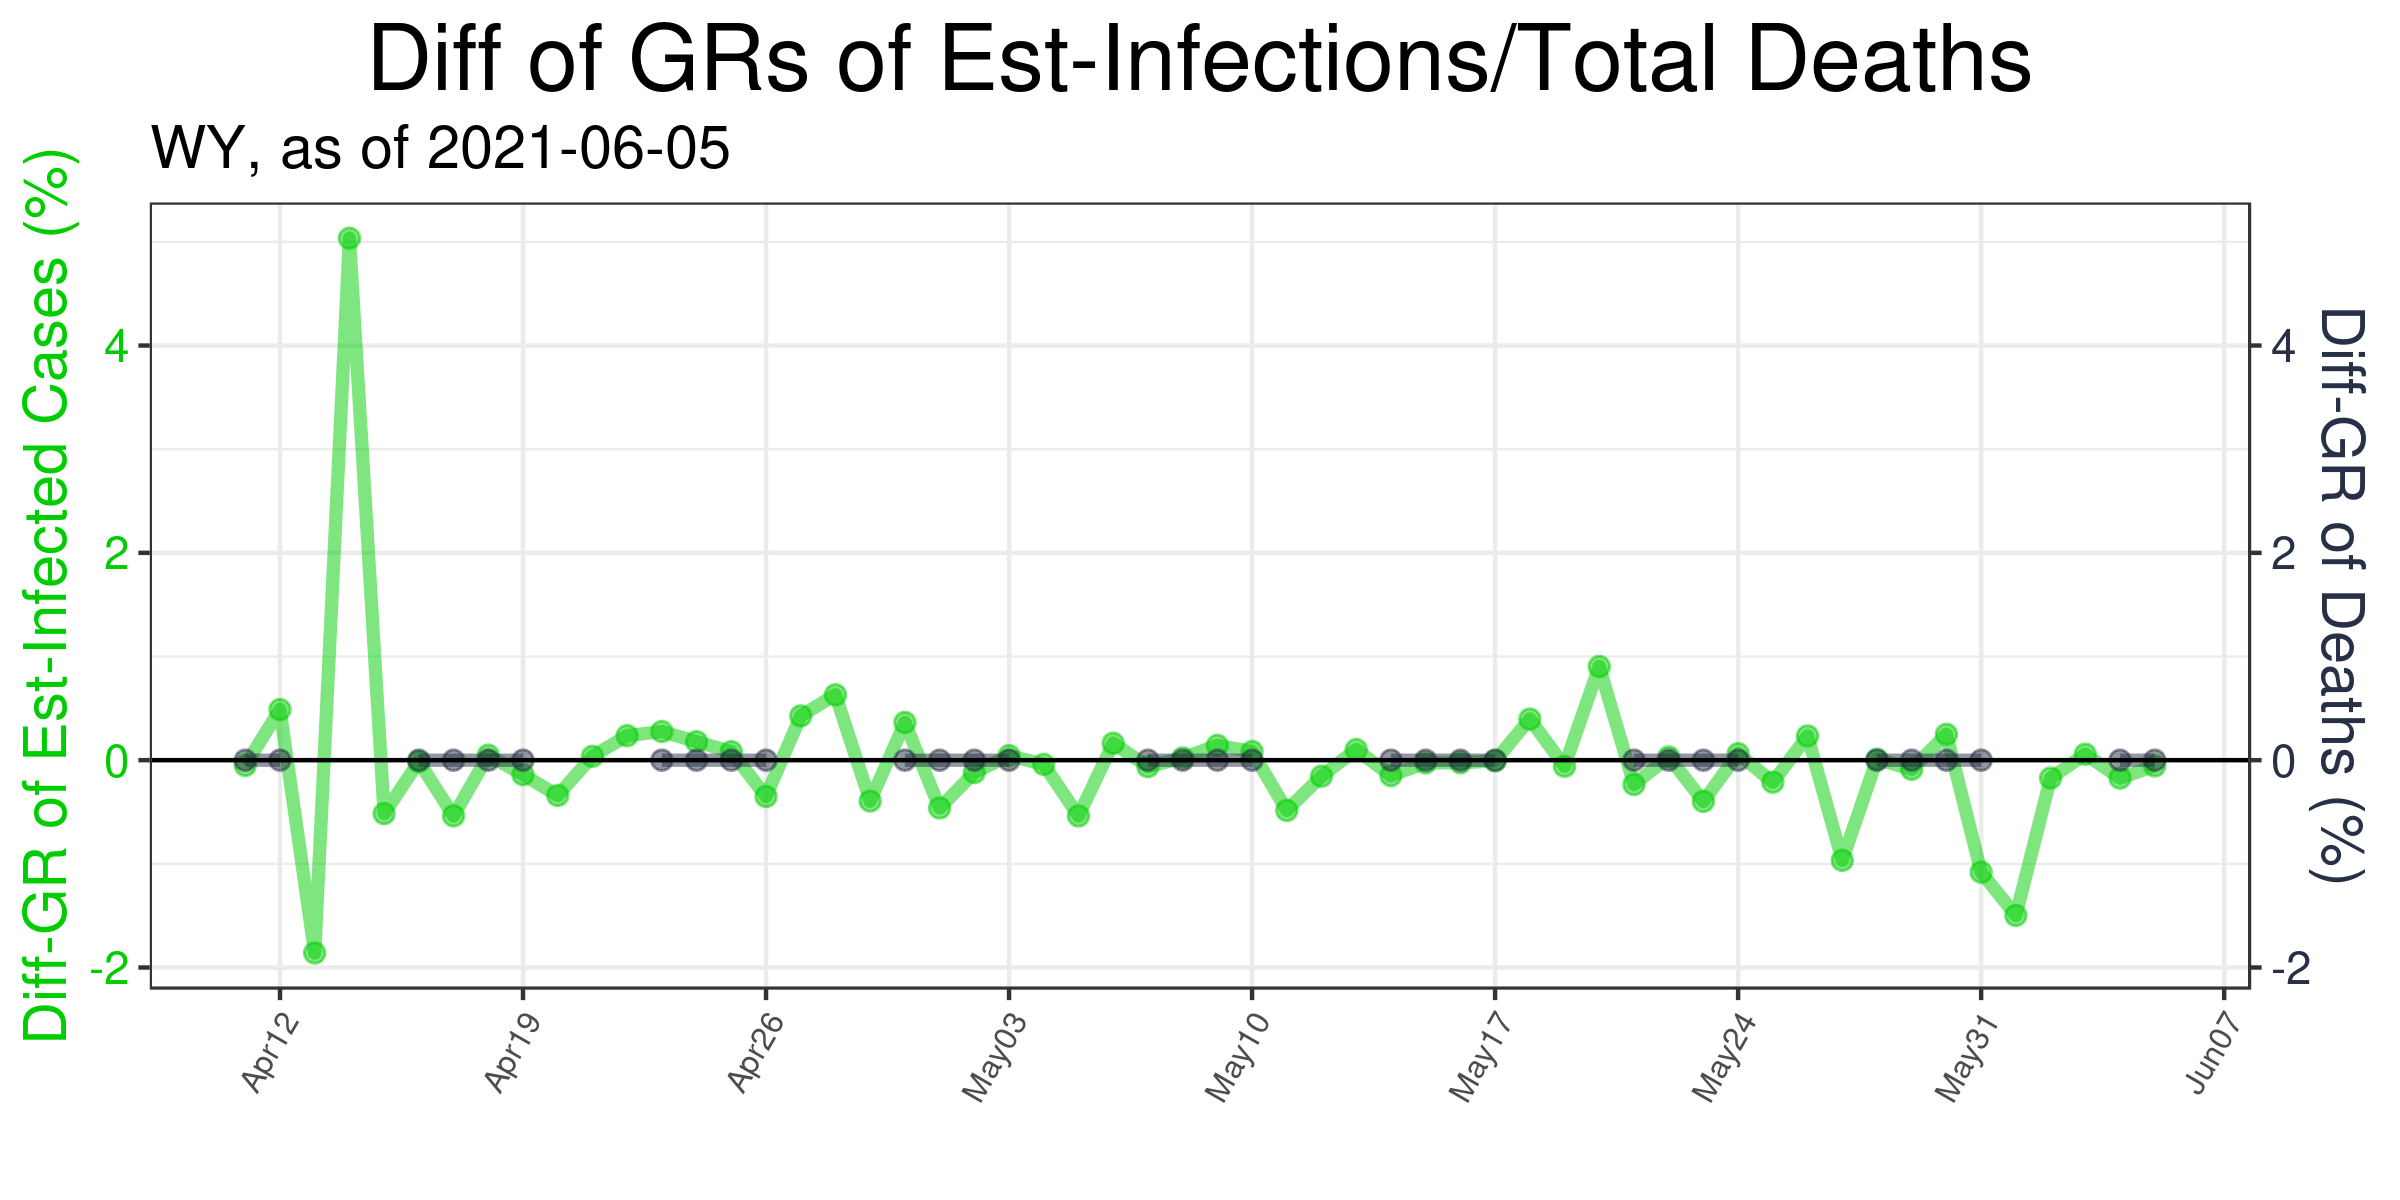 Diff of GRs of Est-Infections/Total Deaths
WY, as of 2021-06-05
Diff-GR of Est-Infected Cases (%)
4
2
0
-2
4
2
0
-2
Diff-GR of Deaths (%)
Apr12
Apr19
Apr26
May03
May10
May17
May24
May31
Jun07